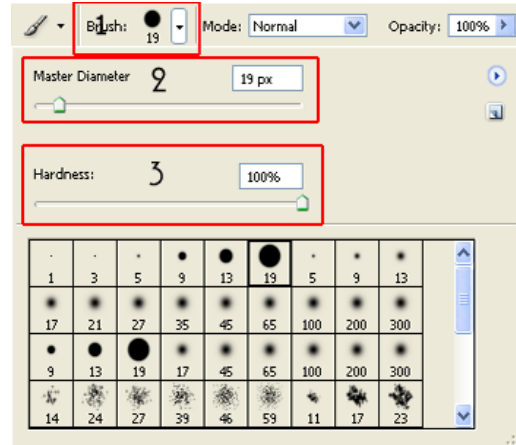 1 Brush: 19 Mode: Normal Opacity: 100%
Master Diameter 2 19 px
Hardness: 3 100%
1 3 5 9 13 19 5 9 13
17 21 27 35 45 65 100 200 300
9 13 19 17 45 65 100 200 300
14 24 27 39 46 59 11 17 23